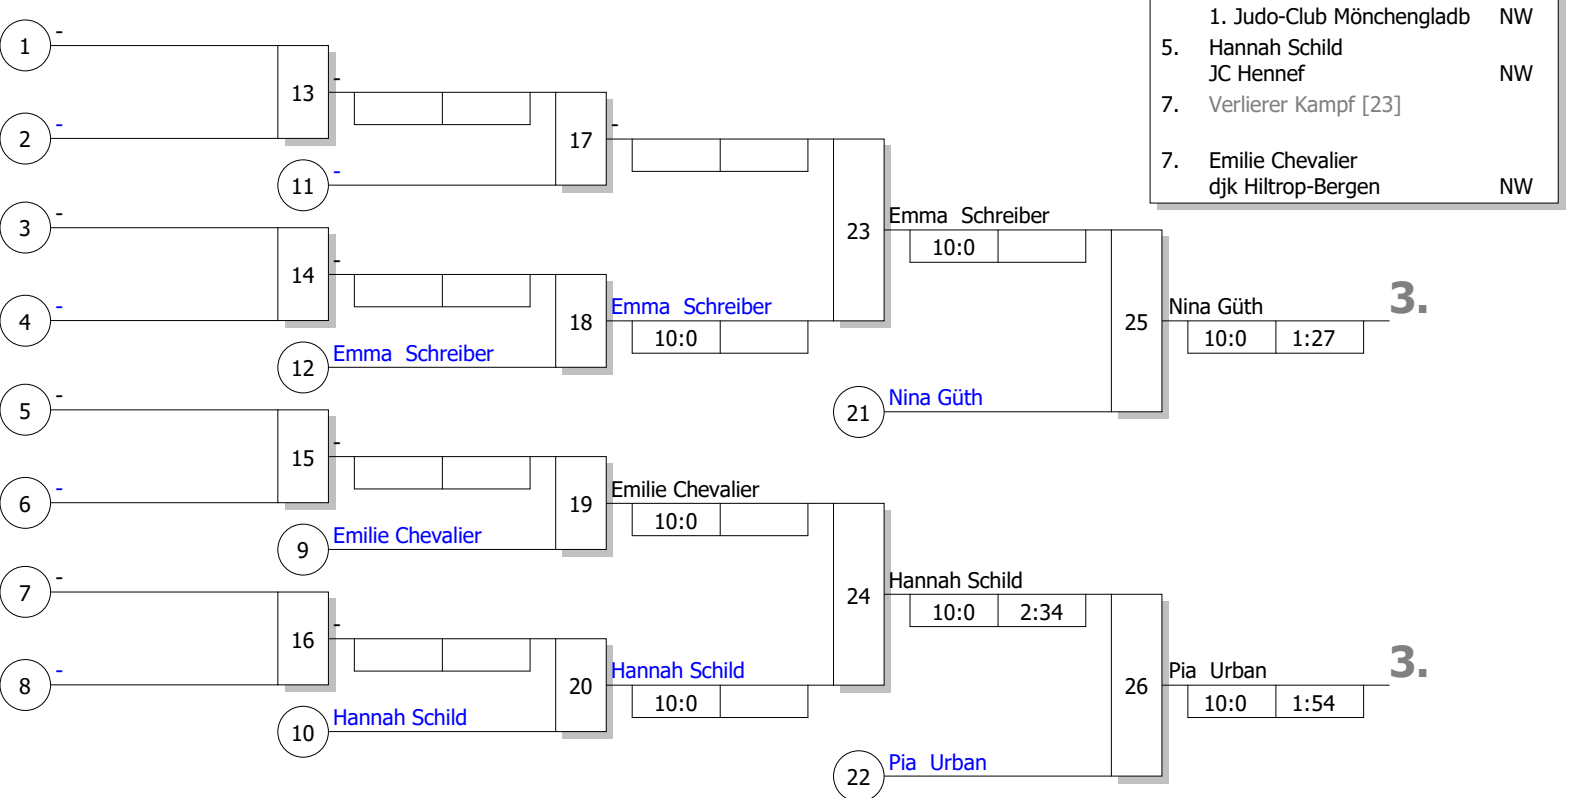 1. Judo-Club Mönchengladb NW
5. Hannah Schild
JC Hennef NW
7. Verlierer Kampf [23]
7. Emilie Chevalier
djk Hiltrop-Bergen NW
1 -
13 -
2 -
17 -
11 -
3 -
23 Emma Schreiber
10:0
14 -
4 -
18 Emma Schreiber
10:0
12 Emma Schreiber
25 Nina Güth 3.
10:0 1:27
21 Nina Güth
5 -
15 -
6 -
19 Emilie Chevalier
10:0
9 Emilie Chevalier
7 -
24 Hannah Schild
10:0 2:34
16 -
8 -
20 Hannah Schild
10:0
10 Hannah Schild
26 Pia Urban 3.
10:0 1:54
22 Pia Urban